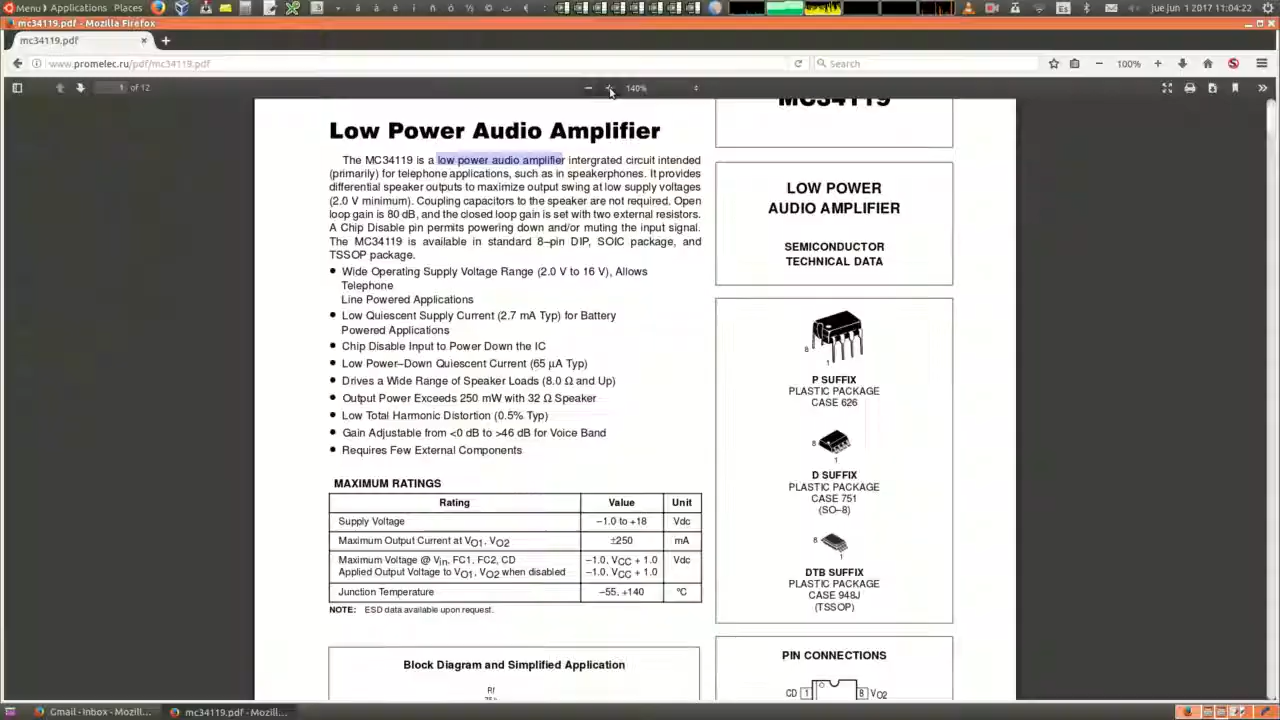 Menu Applications Places
jue jun 1 2017 11:04:22
mc34119.pdf - Mozilla Firefox
mc34119.pdf
www.promelec.ru/pdf/mc34119.pdf
Search
100%
1 of 12
140%
MC34119
Low Power Audio Amplifier
The MC34119 is a low power audio amplifier intergrated circuit intended
(primarily) for telephone applications, such as in speakerphones. It provides
differential speaker outputs to maximize output swing at low supply voltages
(2.0 V minimum). Coupling capacitors to the speaker are not required. Open
loop gain is 80 dB, and the closed loop gain is set with two external resistors.
A Chip Disable pin permits powering down and/or muting the input signal.
The MC34119 is available in standard 8–pin DIP, SOIC package, and
TSSOP package.
• Wide Operating Supply Voltage Range (2.0 V to 16 V), Allows
Telephone
Line Powered Applications
• Low Quiescent Supply Current (2.7 mA Typ) for Battery
Powered Applications
• Chip Disable Input to Power Down the IC
• Low Power–Down Quiescent Current (65 µA Typ)
• Drives a Wide Range of Speaker Loads (8.0 Ω and Up)
• Output Power Exceeds 250 mW with 32 Ω Speaker
• Low Total Harmonic Distortion (0.5% Typ)
• Gain Adjustable from <0 dB to >46 dB for Voice Band
• Requires Few External Components
MAXIMUM RATINGS
Rating Value Unit
Supply Voltage –1.0 to +18 Vdc
Maximum Output Current at VO1, VO2 ±250 mA
Maximum Voltage @ Vin, FC1, FC2, CD –1.0, VCC + 1.0 Vdc
Applied Output Voltage to VO1, VO2 when disabled –1.0, VCC + 1.0
Junction Temperature –55, +140 °C
NOTE: ESD data available upon request.
Block Diagram and Simplified Application
Rf
LOW POWER
AUDIO AMPLIFIER
SEMICONDUCTOR
TECHNICAL DATA
8
1
P SUFFIX
PLASTIC PACKAGE
CASE 626
8
1
D SUFFIX
PLASTIC PACKAGE
CASE 751
(SO–8)
8
1
DTB SUFFIX
PLASTIC PACKAGE
CASE 948J
(TSSOP)
PIN CONNECTIONS
CD 1 8 VO2
Gmail - Inbox - Mozill...
mc34119.pdf - Mozill...